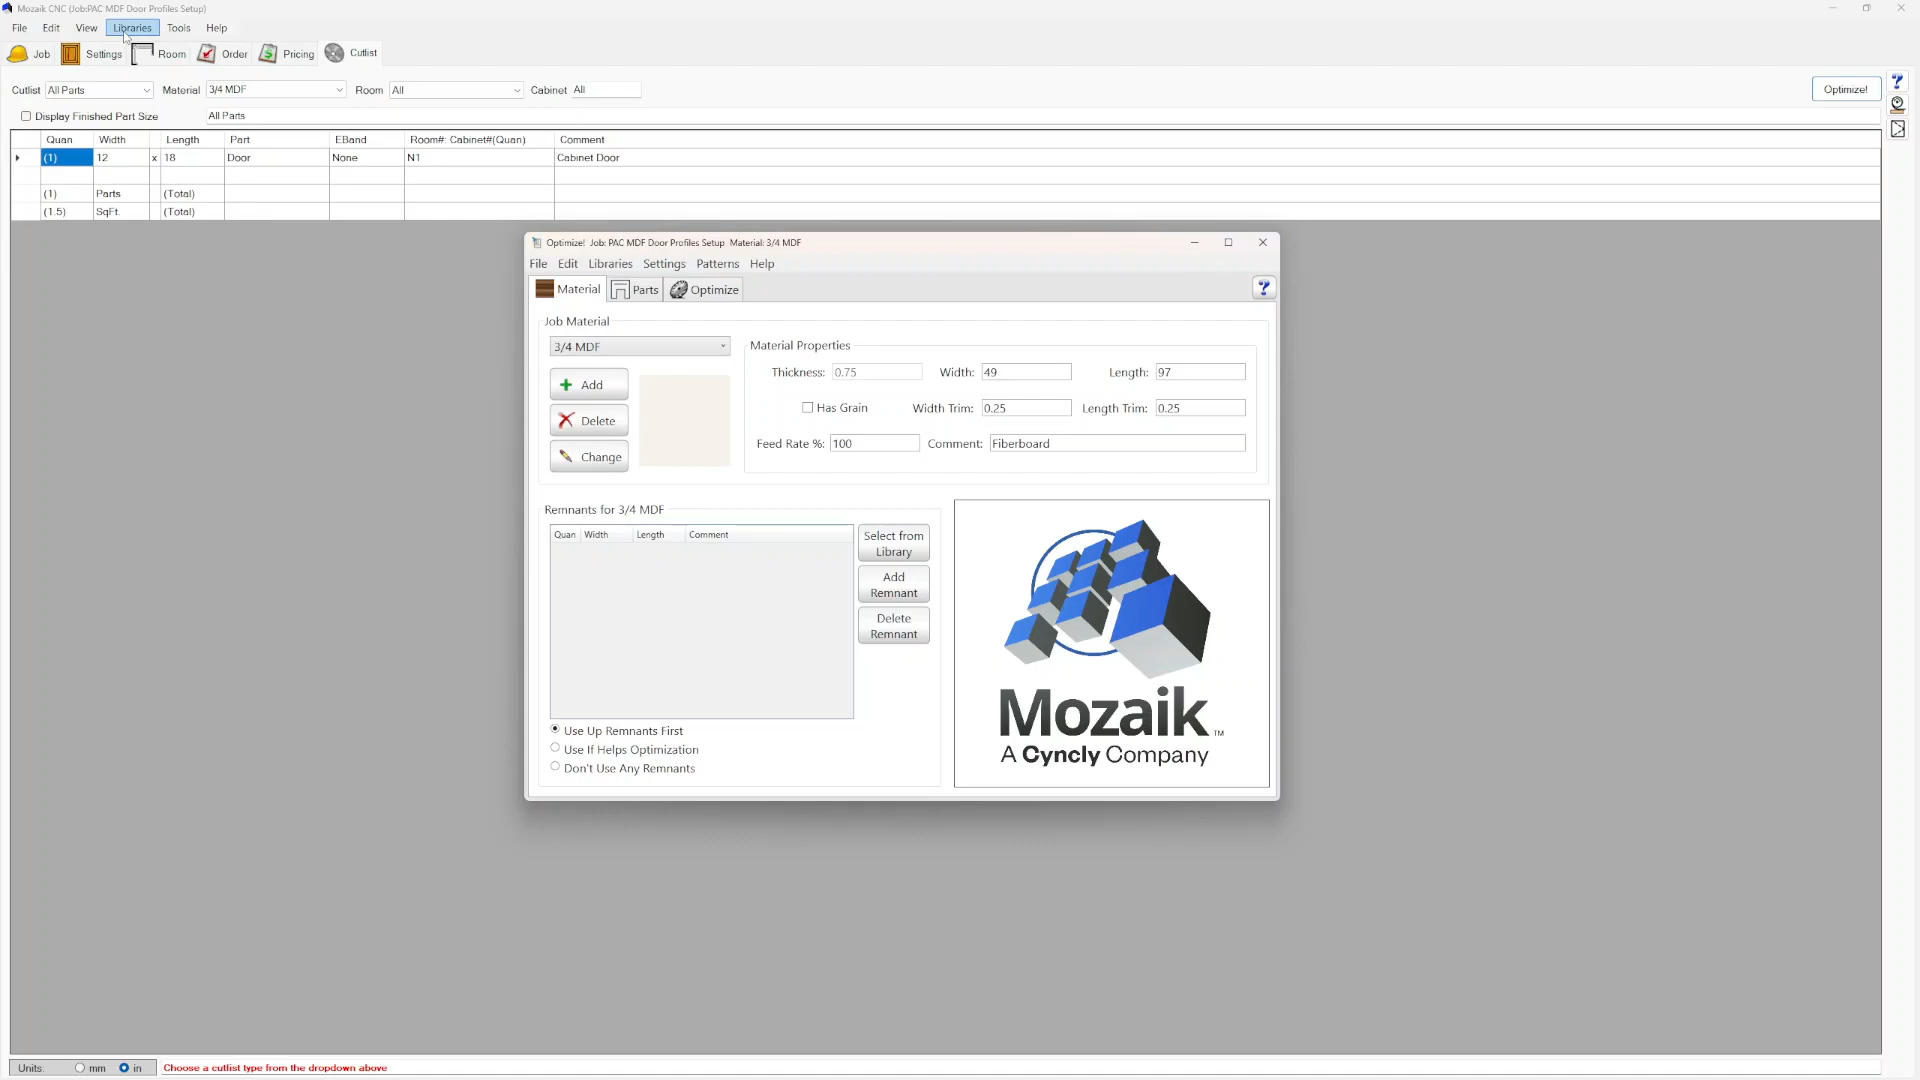 Mozaik CNC (Job:PAC MDF Door Profiles Setup)
File Edit View Libraries Tools Help
Job Settings Room Order Pricing Cutlist
Cutlist All Parts Material 3/4 MDF Room All Cabinet All Optimize! ?
Display Finished Part Size All Parts
Quan Width Length Part EBand Room#: Cabinet#(Quan) Comment
(1) 12 x 18 Door None N1 Cabinet Door
(1) Parts (Total)
(1.5) SqFt. (Total)
Optimize! Job: PAC MDF Door Profiles Setup Material: 3/4 MDF
File Edit Libraries Settings Patterns Help
Material Parts Optimize ?
Job Material
3/4 MDF
Material Properties
Thickness: 0.75 Width: 49 Length: 97
Add
Has Grain Width Trim: 0.25 Length Trim: 0.25
Delete
Feed Rate %: 100 Comment: Fiberboard
Change
Remnants for 3/4 MDF
Quan Width Length Comment
Select from
Library
Add
Remnant
Delete
Remnant
Use Up Remnants First
Use If Helps Optimization
Don't Use Any Remnants
Mozaik™
A Cyncly Company
Units: mm in Choose a cutlist type from the dropdown above